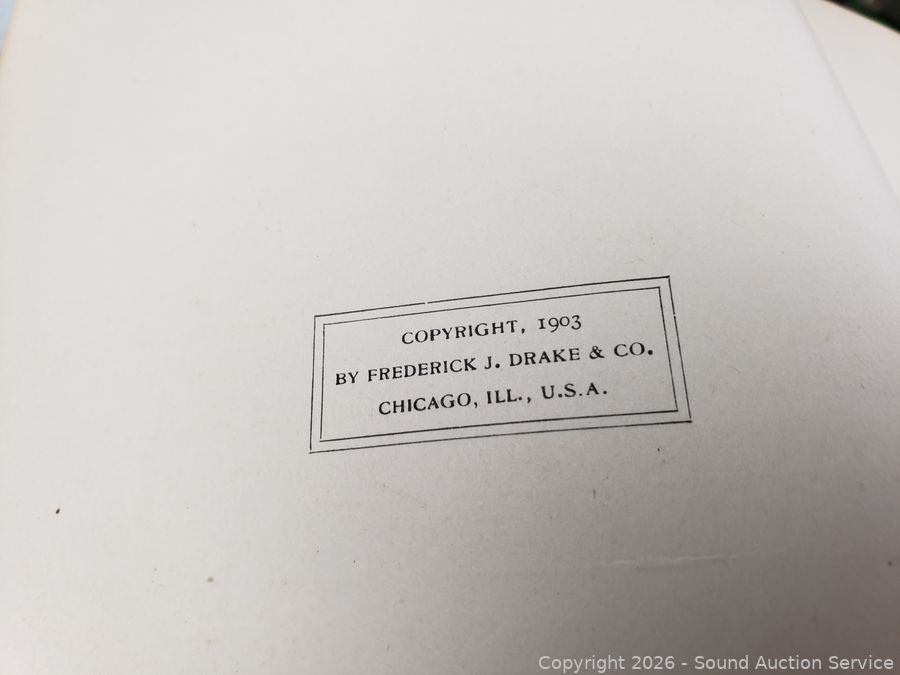 COPYRIGHT, 1903
BY FREDERICK J. DRAKE & CO.
CHICAGO, ILL., U.S.A.
Copyright 2026 - Sound Auction Service